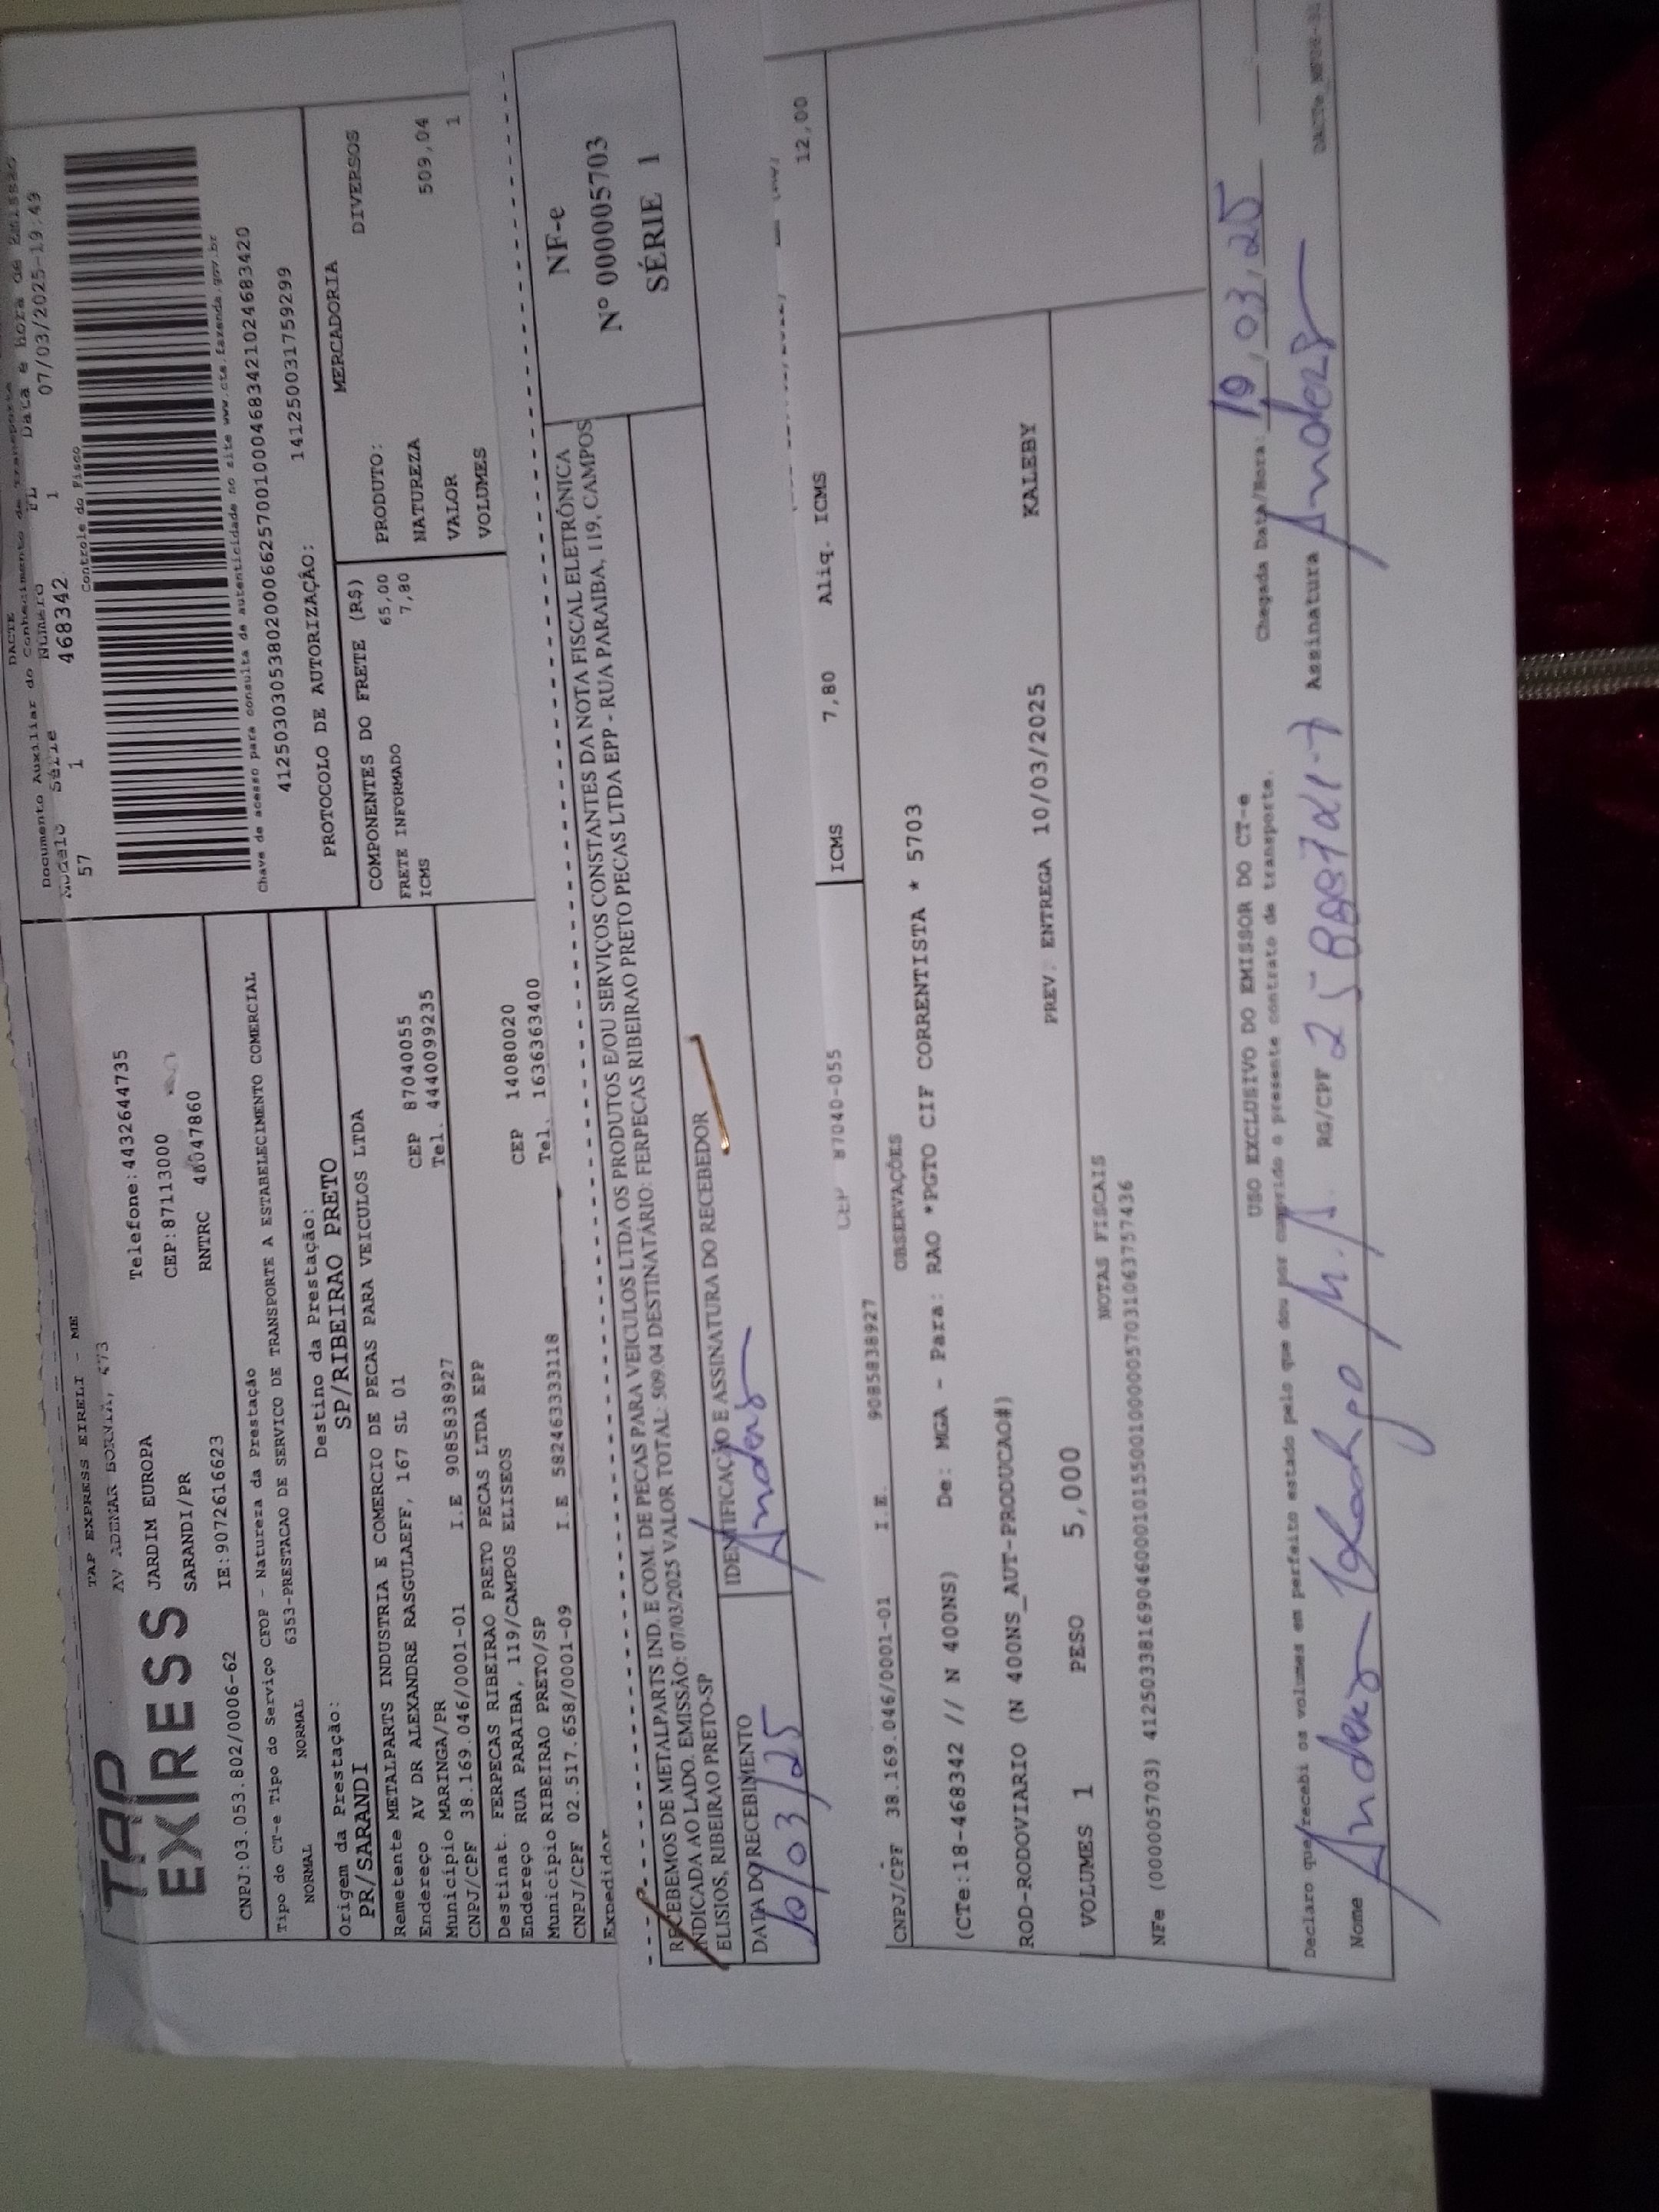 DACTE
Documento Auxiliar do Conhecimento de Transporte
TAP EXPRESS EIRELI - ME
TAP
EXPRESS
AV ADEMAR BORNIA, 473
JARDIM EUROPA Telefone:4432644735
SARANDI/PR CEP:87113000
IE:9072616623 RNTRC 48047860
CNPJ:03.053.802/0006-62
Modelo Série Número FL Data e Hora de Emissão
57 1 468342 1 07/03/2025-19:49
Controle do Fisco
Chave de acesso para consulta de autenticidade no site www.cte.fazenda.gov.br
41250303053802000662570010004683421024683420
PROTOCOLO DE AUTORIZAÇÃO: 141250031759299
Tipo do CT-e Tipo do Serviço CFOP - Natureza da Prestação
NORMAL NORMAL 6353-PRESTACAO DE SERVICO DE TRANSPORTE A ESTABELECIMENTO COMERCIAL
Origem da Prestação: Destino da Prestação:
PR/SARANDI SP/RIBEIRAO PRETO
Remetente METALPARTS INDUSTRIA E COMERCIO DE PECAS PARA VEICULOS LTDA
Endereço AV DR ALEXANDRE RASGULAEFF, 167 SL 01 CEP 87040055
Município MARINGA/PR Tel. 444009235
CNPJ/CPF 38.169.046/0001-01 I.E 9085838927
Destinat. FERPECAS RIBEIRAO PRETO PECAS LTDA EPP
Endereço RUA PARAIBA, 119/CAMPOS ELISEOS CEP 14080020
Município RIBEIRAO PRETO/SP Tel. 1636363400
CNPJ/CPF 02.517.658/0001-09 I.E 582463333118
Expedidor
COMPONENTES DO FRETE (R$)
FRETE INFORMADO 65,00
ICMS 7,80
MERCADORIA
PRODUTO: DIVERSOS
NATUREZA
VALOR 509,04
VOLUMES 1
RECEBEMOS DE METALPARTS IND. E COM. DE PECAS PARA VEICULOS LTDA OS PRODUTOS E/OU SERVIÇOS CONSTANTES DA NOTA FISCAL ELETRÔNICA
INDICADA AO LADO. EMISSÃO: 07/03/2025 VALOR TOTAL: 509.04 DESTINATÁRIO: FERPECAS RIBEIRAO PRETO PECAS LTDA EPP - RUA PARAIBA, 119, CAMPOS
ELISIOS, RIBEIRAO PRETO-SP
DATA DO RECEBIMENTO IDENTIFICAÇÃO E ASSINATURA DO RECEBEDOR
10/03/25 Anderson
NF-e
Nº 000005703
SÉRIE 1
CEP 87040-055
CNPJ/CPF 38.169.046/0001-01 I.E. 9085838927
ICMS 7,80 Aliq. ICMS 12,00
OBSERVAÇÕES
(CTe:18-468342 // N 400NS) De: MGA - Para: RAO *PGTO CIF CORRENTISTA * 5703
ROD-RODOVIARIO (N 400NS_AUT-PRODUCAO#)
PREV. ENTREGA 10/03/2025 KALEBY
VOLUMES 1 PESO 5,000
NOTAS FISCAIS
NFe (000005703) 41250338169046000101550010000057031063757436
USO EXCLUSIVO DO EMISSOR DO CT-e
Declaro que recebi os volumes em perfeito estado pelo que dou por cumprido o presente contrato de transporte. Chegada Data/Hora: 19,03,25
Nome Anderson RG/CPF Assinatura Anderson